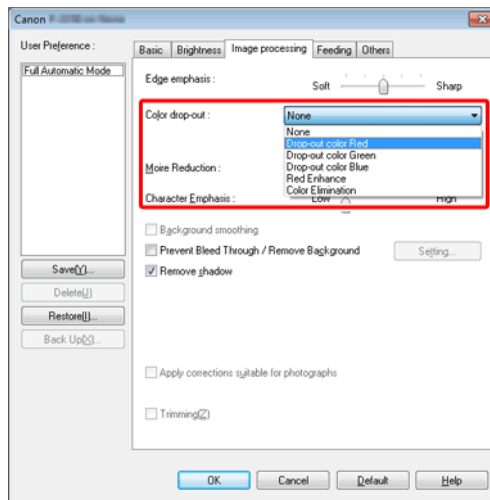 Canon
User Preference :
Full Automatic Mode
Save(Y)...
Delete(J)
Restore(I)...
Back Up(X)...
Basic Brightness Image processing Feeding Others
Edge emphasis :
Soft Sharp
Color drop-out :
None
None
Drop-out color Red
Drop-out color Green
Drop-out color Blue
Red Enhance
Color Elimination
Moire Reduction :
Character Emphasis :
Low High
Background smoothing
Prevent Bleed Through / Remove Background
Setting...
Remove shadow
Apply corrections suitable for photographs
Trimming(Z)
OK Cancel Default Help